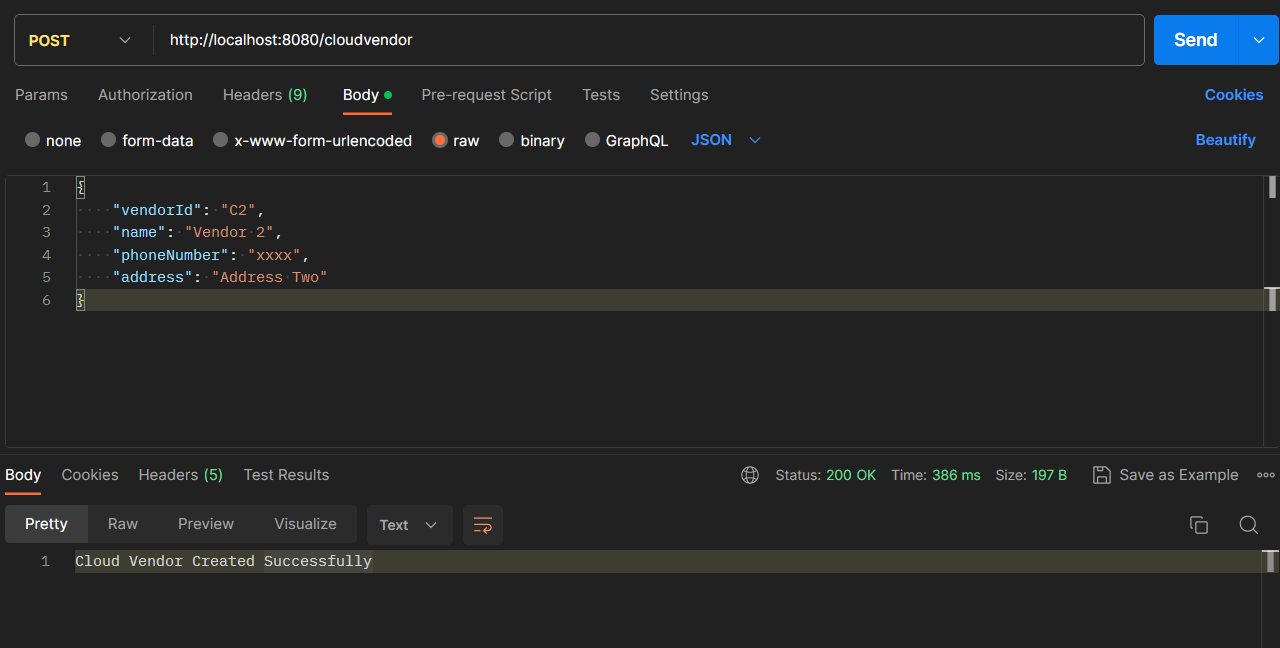 POST http://localhost:8080/cloudvendor Send
Params Authorization Headers (9) Body Pre-request Script Tests Settings Cookies
none form-data x-www-form-urlencoded raw binary GraphQL JSON Beautify
1 {
2 "vendorId": "C2",
3 "name": "Vendor 2",
4 "phoneNumber": "xxxx",
5 "address": "Address Two"
6 }
Body Cookies Headers (5) Test Results Status: 200 OK Time: 386 ms Size: 197 B Save as Example
Pretty Raw Preview Visualize Text
1 Cloud Vendor Created Successfully